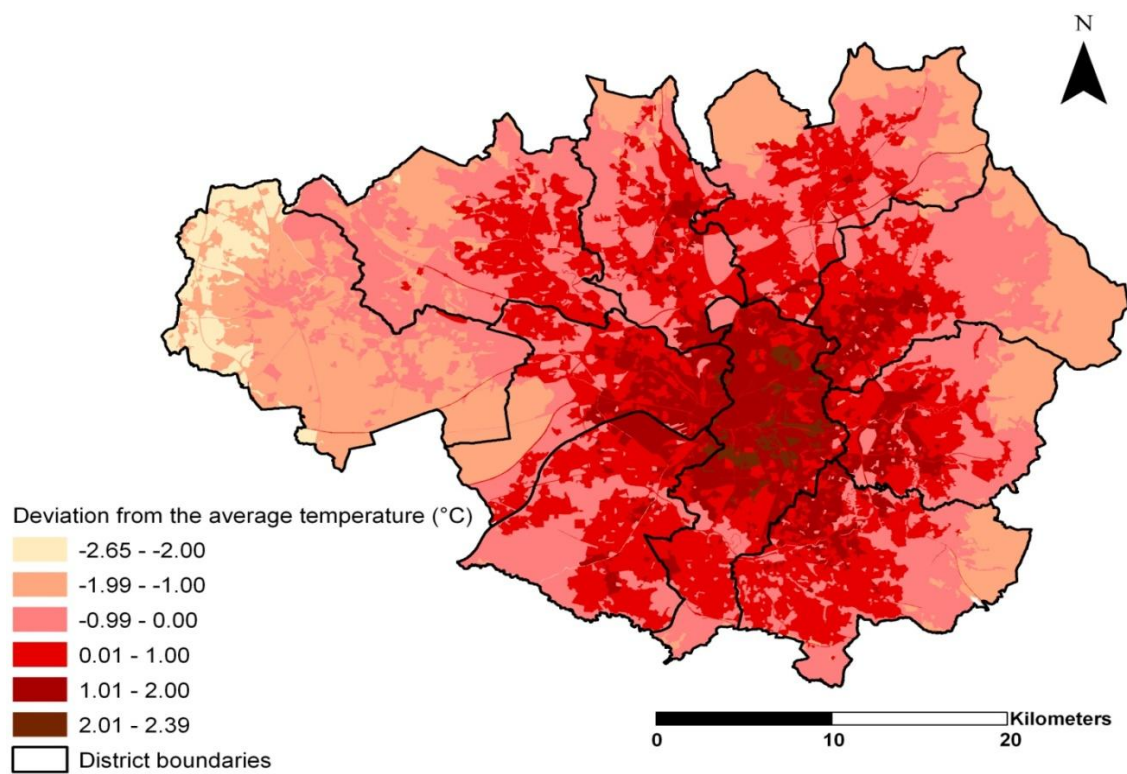 N
Deviation from the average temperature (°C)
-2.65 - -2.00
-1.99 - -1.00
-0.99 - 0.00
0.01 - 1.00
1.01 - 2.00
2.01 - 2.39
District boundaries
Kilometers
0 10 20